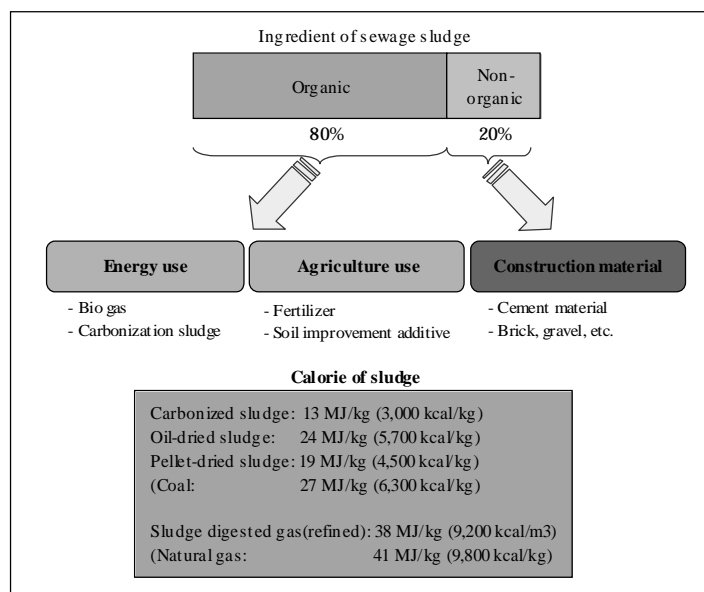 Ingredient of sewage sludge
Organic
Non-
organic
80%
20%
Energy use
Agriculture use
Construction material
- Bio gas
- Carbonization sludge
- Fertilizer
- Soil improvement additive
- Cement material
- Brick, gravel, etc.
Calorie of sludge
Carbonized sludge: 13 MJ/kg (3,000 kcal/kg)
Oil-dried sludge: 24 MJ/kg (5,700 kcal/kg)
Pellet-dried sludge: 19 MJ/kg (4,500 kcal/kg)
(Coal: 27 MJ/kg (6,300 kcal/kg)
Sludge digested gas(refined): 38 MJ/kg (9,200 kcal/m3)
(Natural gas: 41 MJ/kg (9,800 kcal/kg)